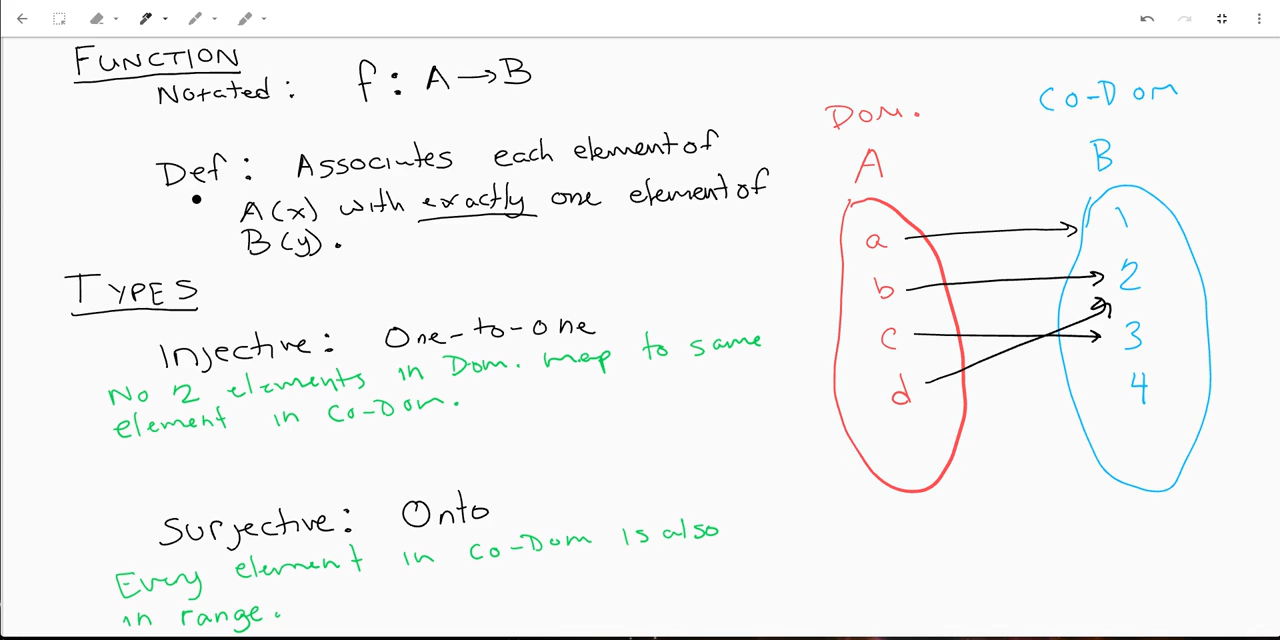 FUNCTION
Notated: f: A→B
Def: Associates each element of
• A(x) with exactly one element of
B(y).
TYPES
Injective: One-to-one
No 2 elements in Dom. map to same
element in Co-Dom.
Surjective: Onto
Every element in Co-Dom is also
in range.
Dom.
A
a
b
c
d
Co-Dom
B
1
2
3
4